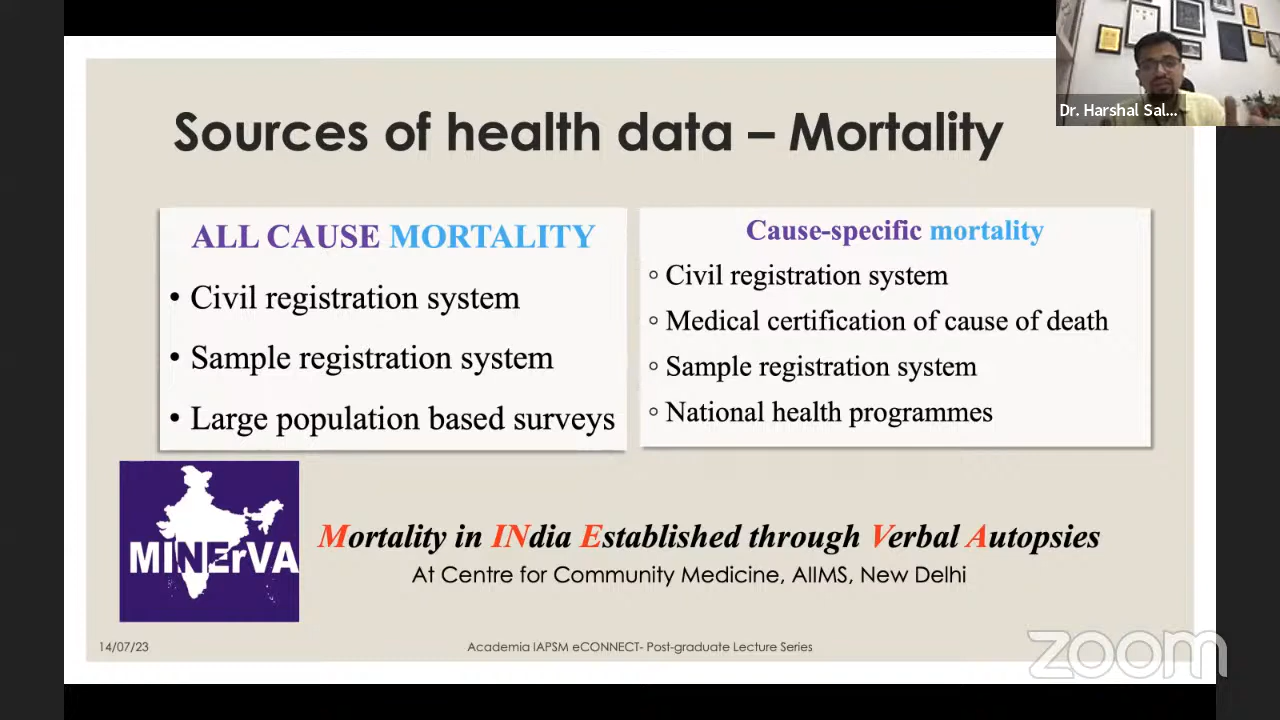 Dr. Harshal Sal...
Sources of health data – Mortality
ALL CAUSE MORTALITY
• Civil registration system
• Sample registration system
• Large population based surveys
Cause-specific mortality
◦ Civil registration system
◦ Medical certification of cause of death
◦ Sample registration system
◦ National health programmes
MINErVA
Mortality in INdia Established through Verbal Autopsies
At Centre for Community Medicine, AIIMS, New Delhi
14/07/23
Academia IAPSM eCONNECT- Post-graduate Lecture Series
zoom